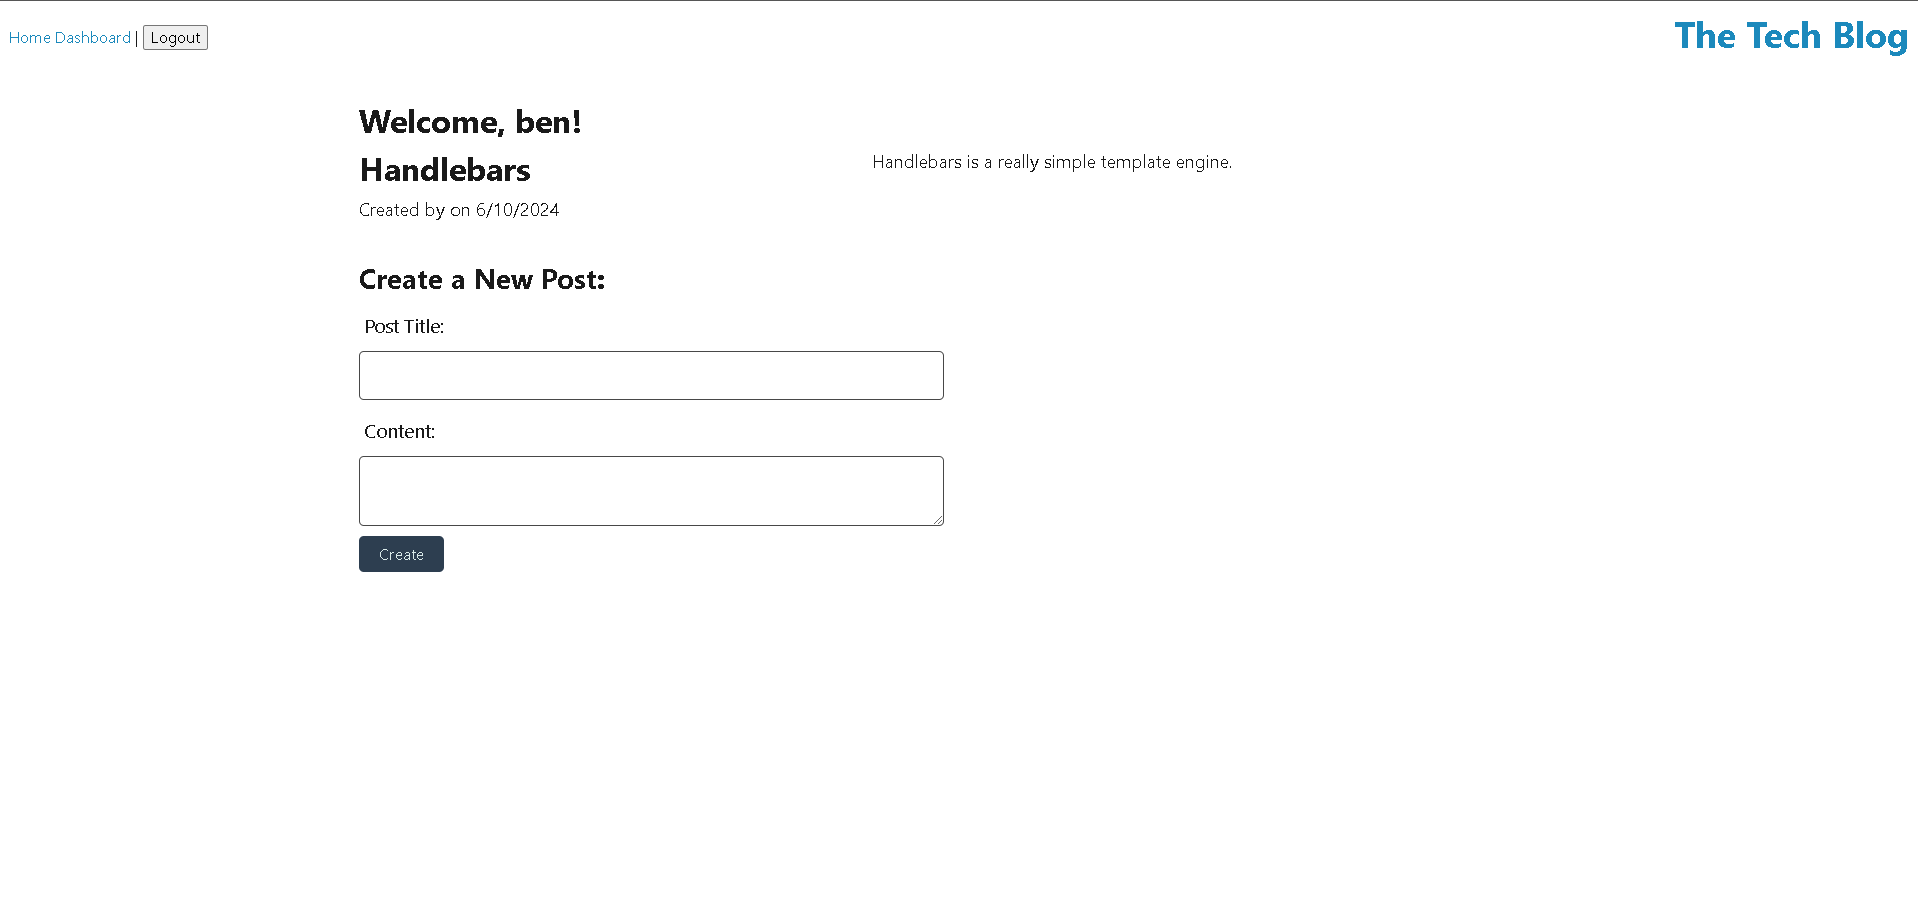 Home Dashboard | Logout
The Tech Blog
Welcome, ben!
Handlebars
Handlebars is a really simple template engine.
Created by on 6/10/2024
Create a New Post:
Post Title:
Content:
Create